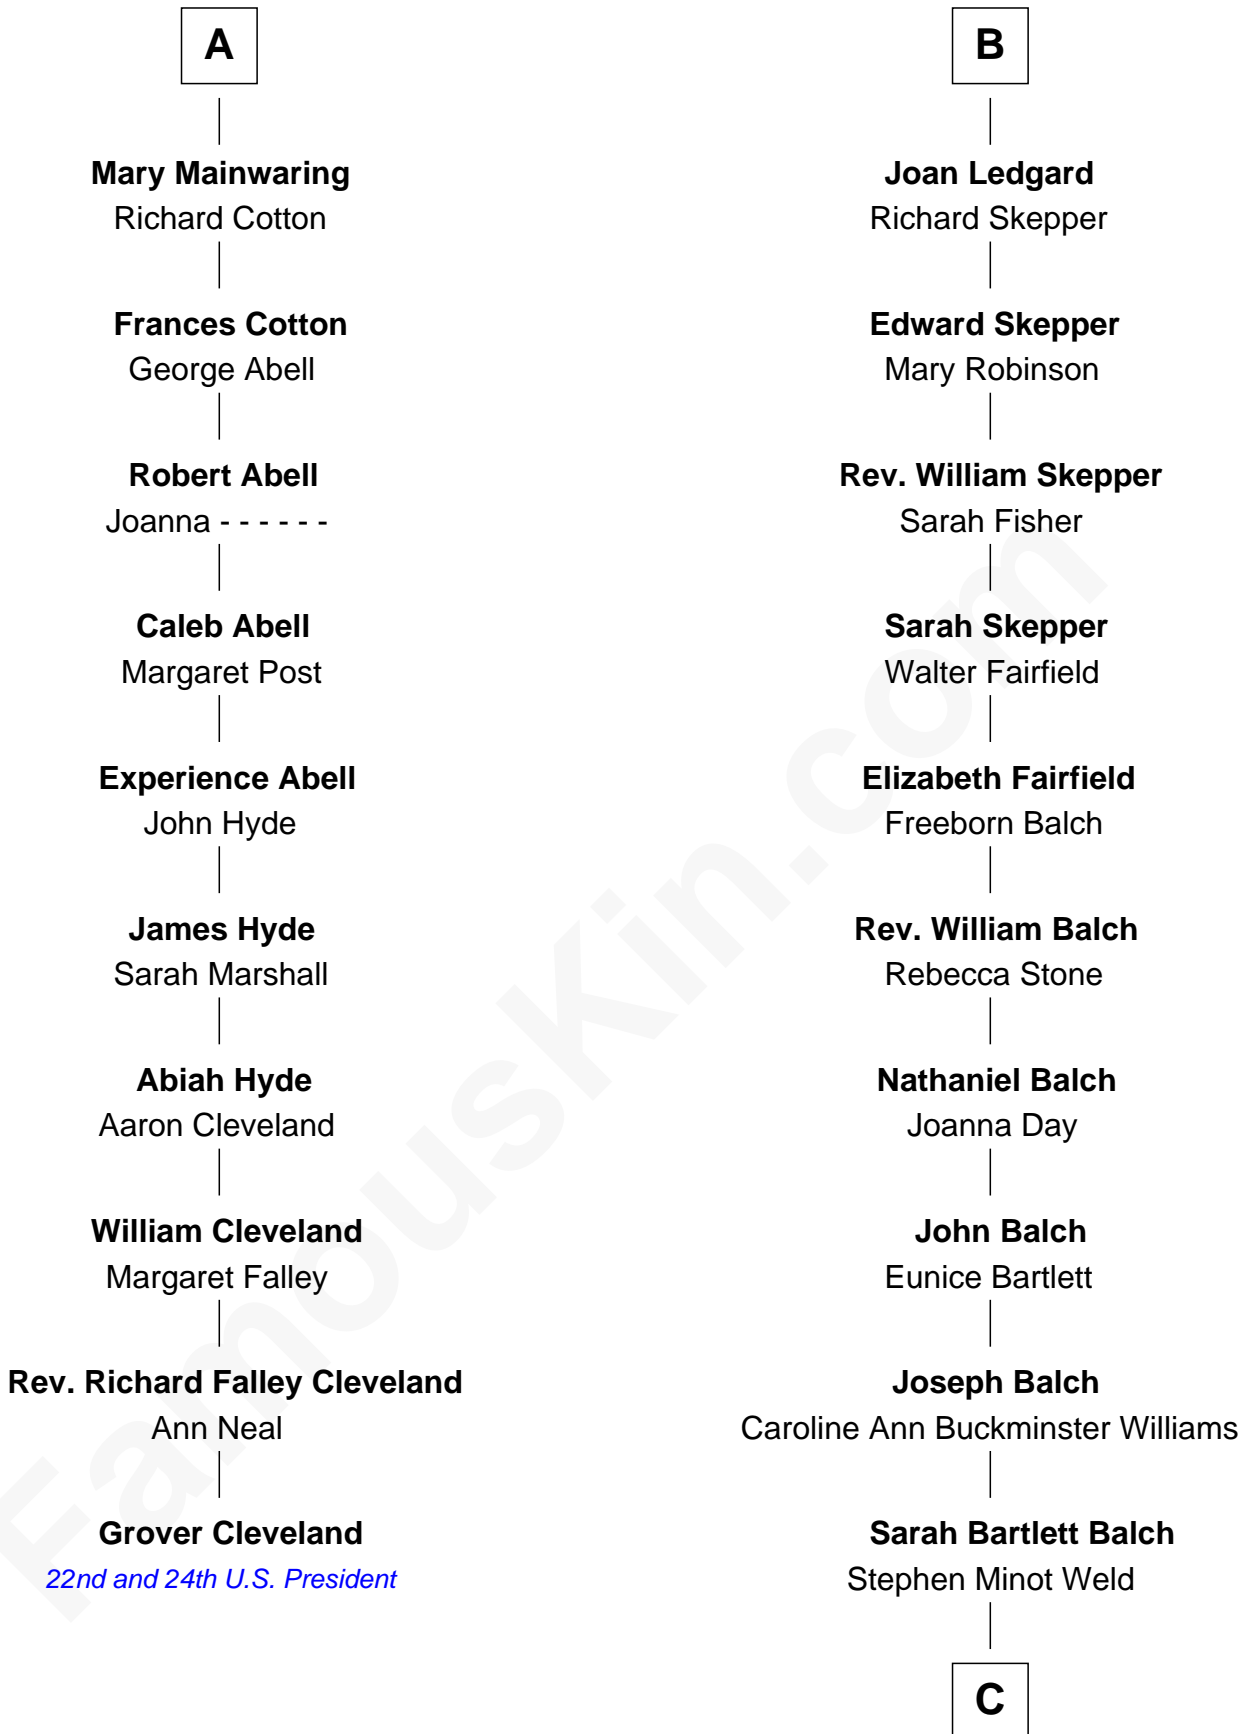 A
Mary Mainwaring
Richard Cotton
Frances Cotton
George Abell
Robert Abell
Joanna - - - - - -
Caleb Abell
Margaret Post
Experience Abell
John Hyde
James Hyde
Sarah Marshall
Abiah Hyde
Aaron Cleveland
William Cleveland
Margaret Falley
Rev. Richard Falley Cleveland
Ann Neal
Grover Cleveland
22nd and 24th U.S. President
B
Joan Ledgard
Richard Skepper
Edward Skepper
Mary Robinson
Rev. William Skepper
Sarah Fisher
Sarah Skepper
Walter Fairfield
Elizabeth Fairfield
Freeborn Balch
Rev. William Balch
Rebecca Stone
Nathaniel Balch
Joanna Day
John Balch
Eunice Bartlett
Joseph Balch
Caroline Ann Buckminster Williams
Sarah Bartlett Balch
Stephen Minot Weld
C
FamousKin.com